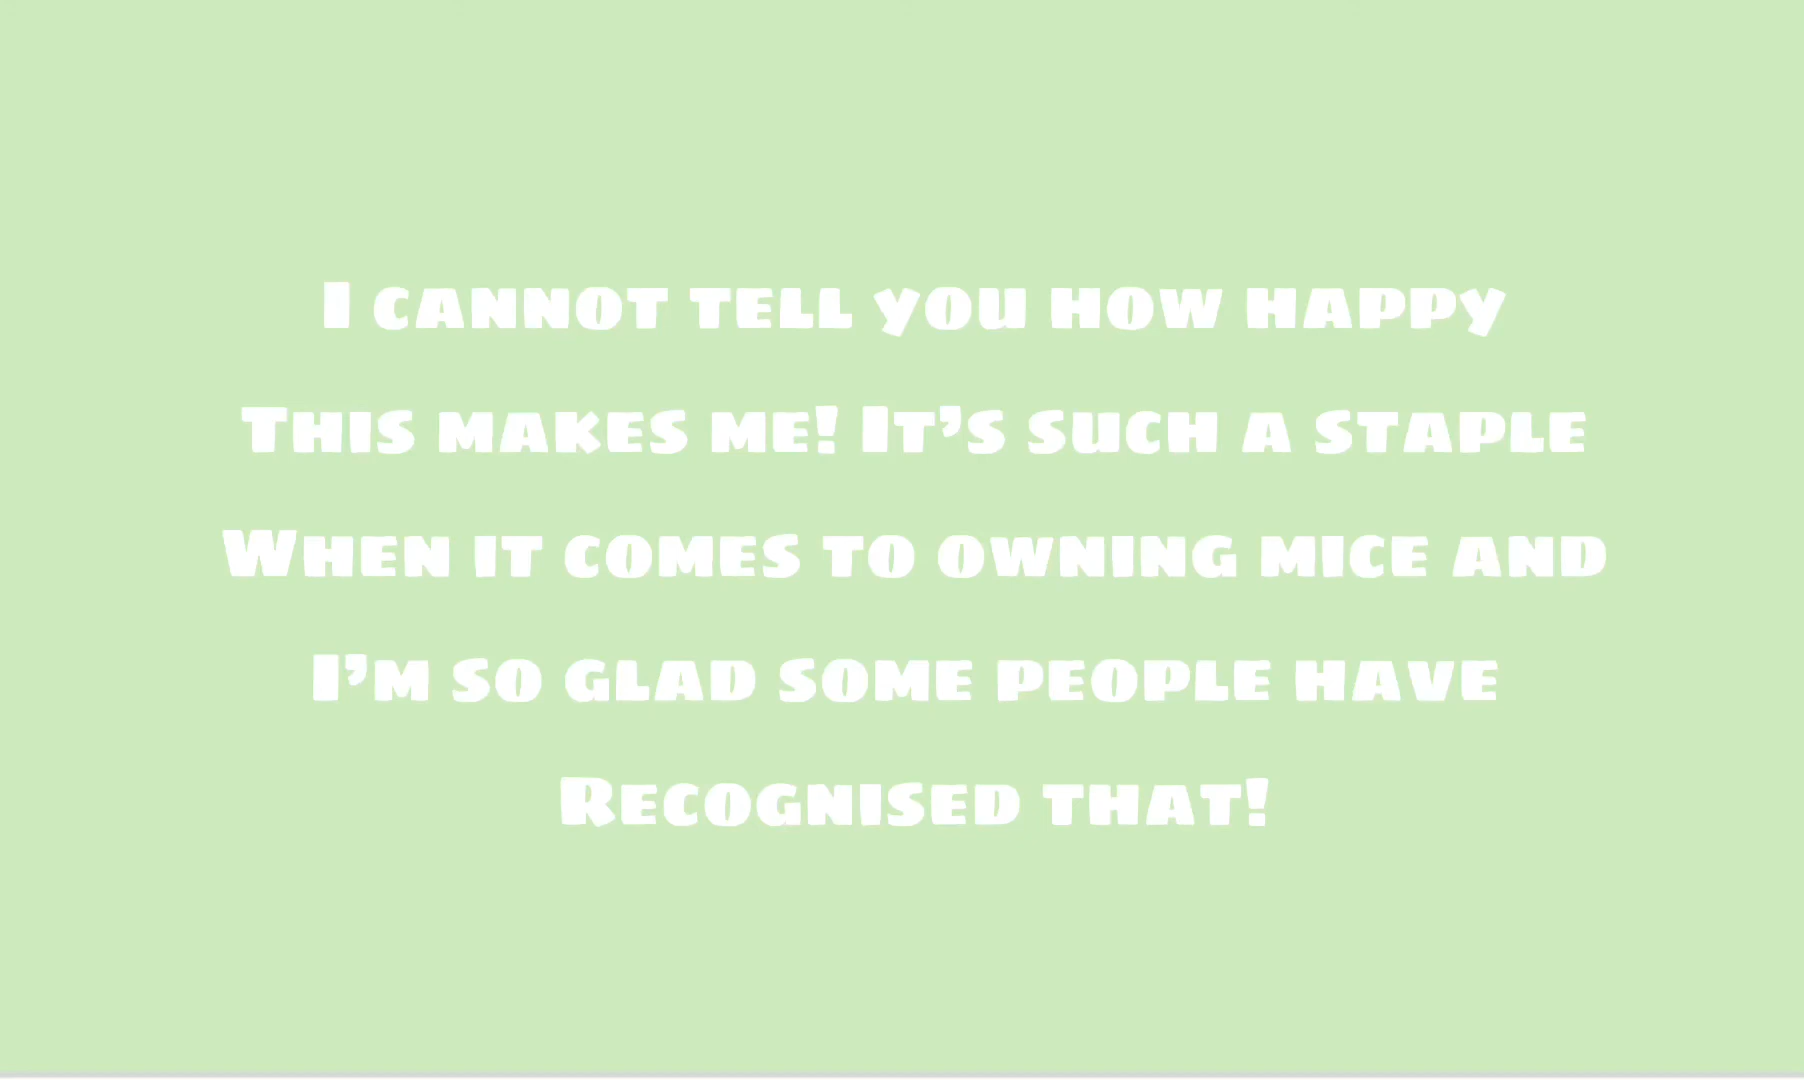 I cannot tell you how happy
This makes me! It’s such a staple
When it comes to owning mice and
I’m so glad some people have
Recognised that!